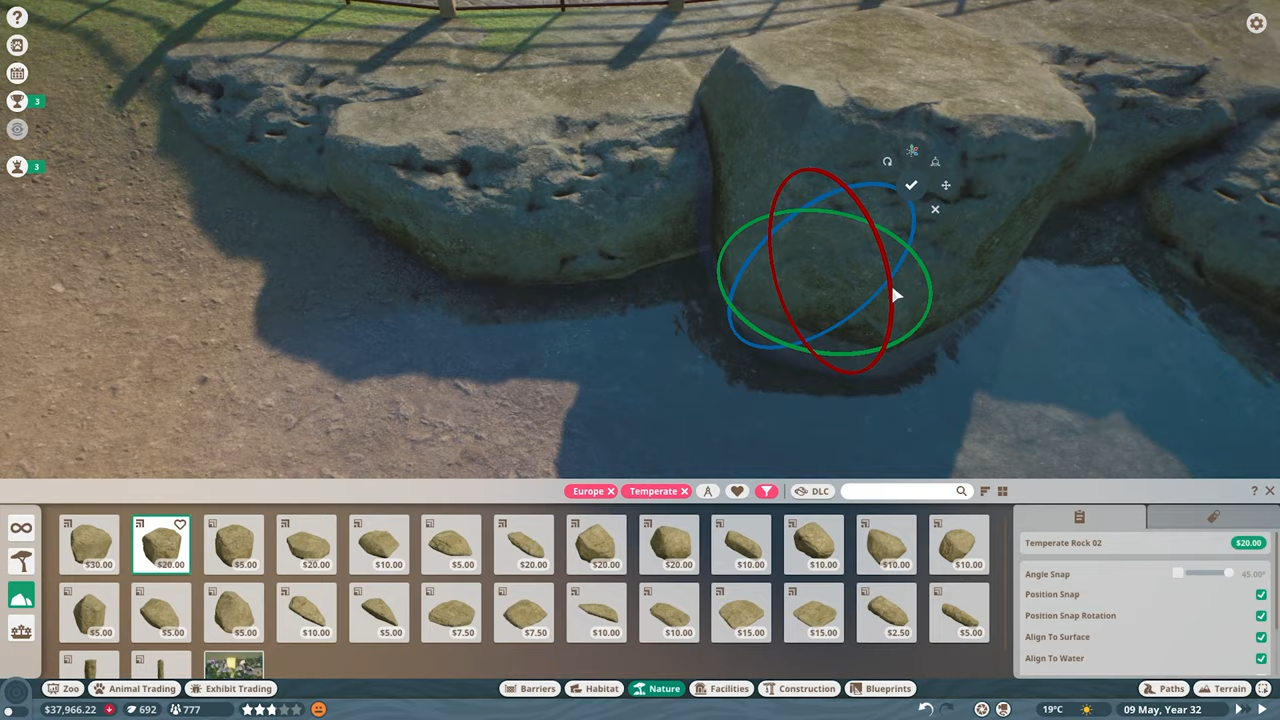 ?
3
3
Europe ×
Temperate ×
DLC
? ×
$30.00
$20.00
$5.00
$20.00
$10.00
$5.00
$20.00
$20.00
$20.00
$10.00
$10.00
$10.00
$10.00
$5.00
$5.00
$5.00
$10.00
$5.00
$7.50
$7.50
$10.00
$10.00
$15.00
$15.00
$2.50
$5.00
Temperate Rock 02 $20.00
Angle Snap 45.00°
Position Snap
Position Snap Rotation
Align To Surface
Align To Water
Zoo Animal Trading Exhibit Trading Barriers Habitat Nature Facilities Construction Blueprints Paths Terrain
$37,966.22 692 777 19°C 09 May, Year 32